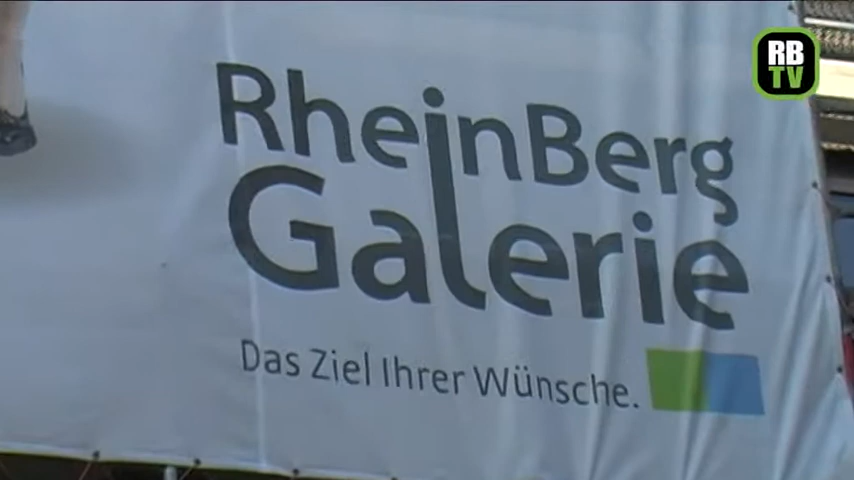 RB
TV
RheinBerg
Galerie
Das Ziel Ihrer Wünsche.